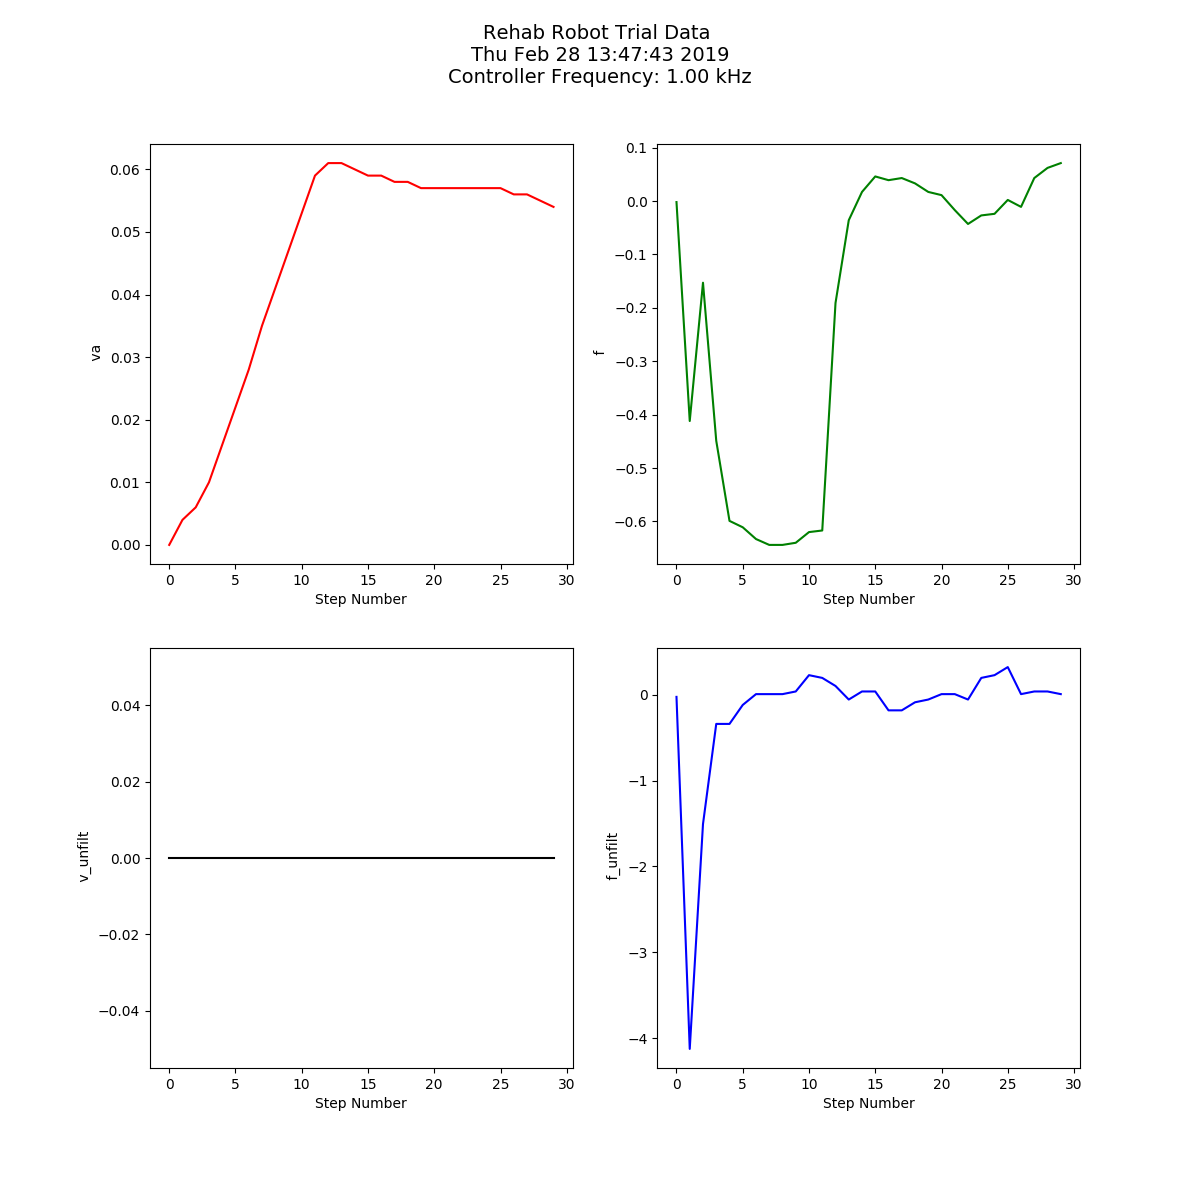 Rehab Robot Trial Data
Thu Feb 28 13:47:43 2019
Controller Frequency: 1.00 kHz
va
0.06
0.05
0.04
0.03
0.02
0.01
0.00
0 5 10 15 20 25 30
Step Number
f
0.1
0.0
−0.1
−0.2
−0.3
−0.4
−0.5
−0.6
0 5 10 15 20 25 30
Step Number
v_unfilt
0.04
0.02
0.00
−0.02
−0.04
0 5 10 15 20 25 30
Step Number
f_unfilt
0
−1
−2
−3
−4
0 5 10 15 20 25 30
Step Number